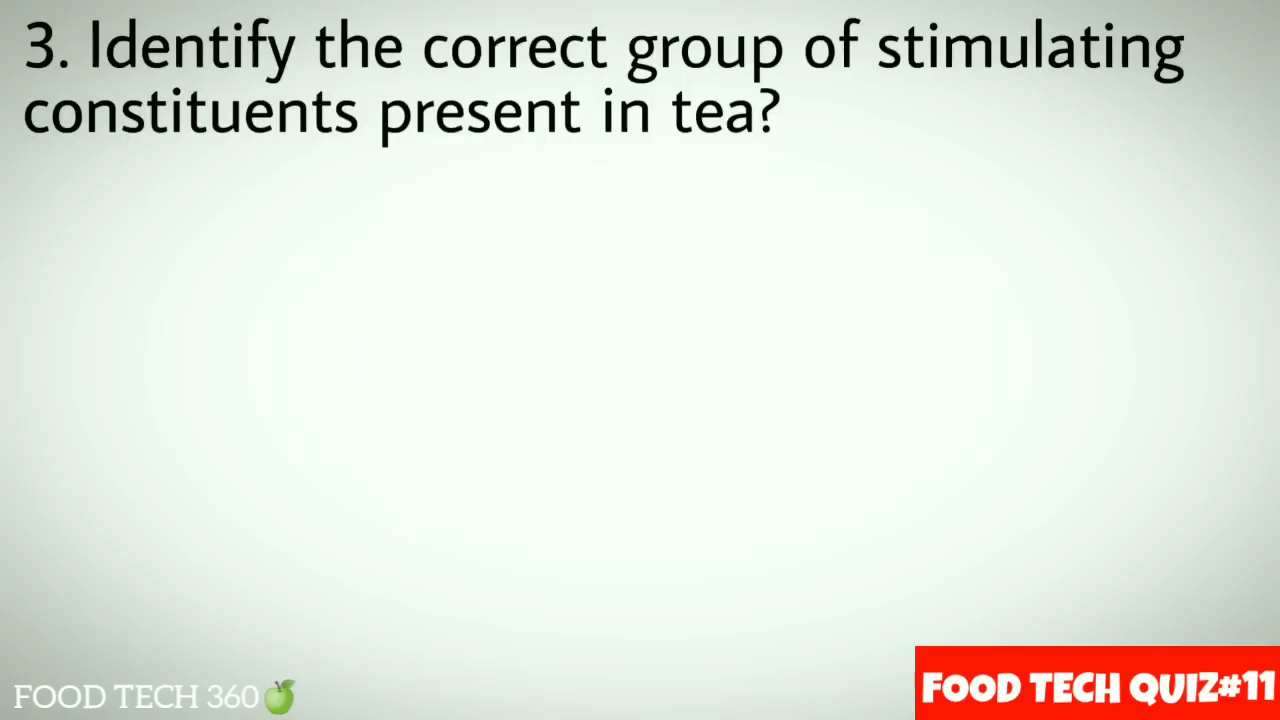 3. Identify the correct group of stimulating
constituents present in tea?
FOOD TECH 360
FOOD TECH QUIZ#11